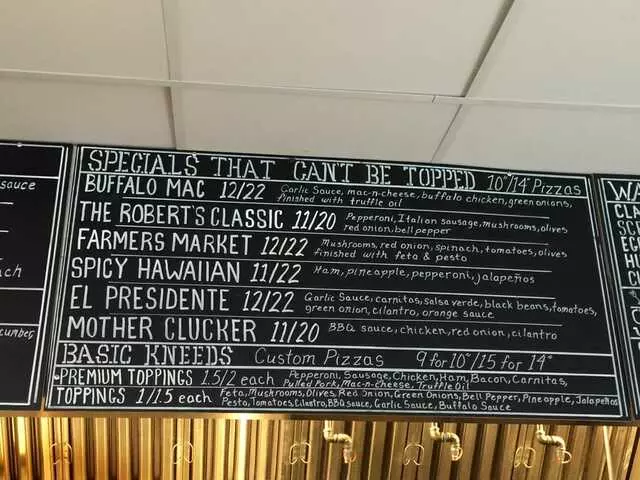 sauce
ach
cumber
SPECIALS THAT CAN'T BE TOPPED 10"/14" Pizzas
BUFFALO MAC 12/22 Garlic Sauce, mac-n-cheese, buffalo chicken, green onions,
finished with truffle oil
THE ROBERT'S CLASSIC 11/20 Pepperoni, Italian sausage, mushrooms, olives
red onion, bell pepper
FARMERS MARKET 12/22 Mushrooms, red onion, spinach, tomatoes, olives
finished with feta & pesto
SPICY HAWAIIAN 11/22 Ham, pineapple, pepperoni, jalapeños
EL PRESIDENTE 12/22 Garlic Sauce, carnitas, salsa verde, black beans, tomatoes,
green onion, cilantro, orange sauce
MOTHER CLUCKER 11/20 BBQ sauce, chicken, red onion, cilantro
BASIC KNEEDS Custom Pizzas 9 for 10"/15 for 14"
PREMIUM TOPPINGS 1.5/2 each Pepperoni, Sausage, Chicken, Ham, Bacon, Carnitas,
Pulled Pork, Mac-n-Cheese, Truffle Oil
TOPPINGS 1/1.5 each Feta, Mushrooms, Olives, Red Onion, Green Onions, Bell Pepper, Pineapple, Jalapeños
Pesto, Tomatoes, Cilantro, BBQ Sauce, Garlic Sauce, Buffalo Sauce
WA